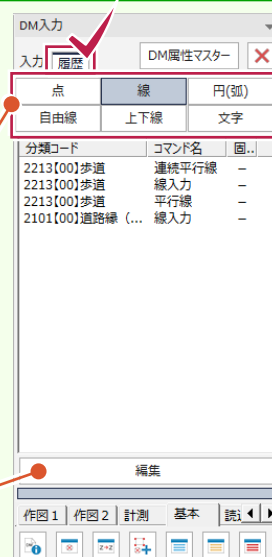 DM入力
入力 履歴 DM属性マスター
点 線 円(弧)
自由線 上下線 文字
分類コード コマンド名 固..
2213【00】歩道 連続平行線 –
2213【00】歩道 線入力 –
2213【00】歩道 平行線 –
2101【00】道路縁（... 線入力 –
編集
作図1 作図2 計測 基本